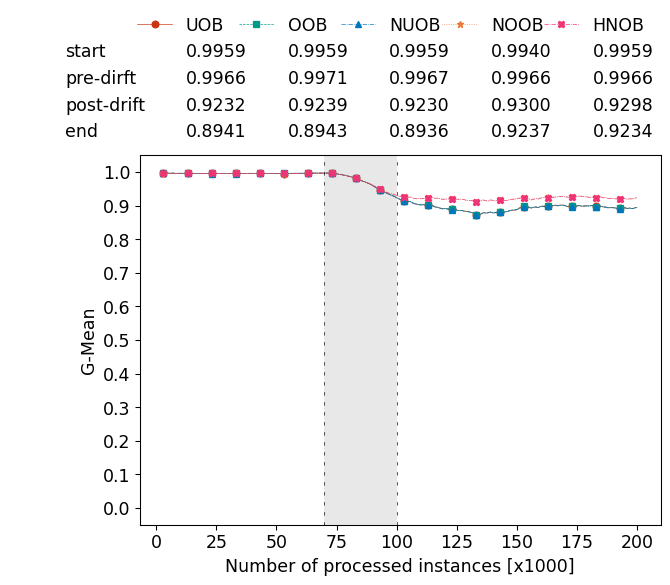 UOB OOB NUOB NOOB HNOB
start 0.9959 0.9959 0.9959 0.9940 0.9959
pre-dirft 0.9966 0.9971 0.9967 0.9966 0.9966
post-drift 0.9232 0.9239 0.9230 0.9300 0.9298
end 0.8941 0.8943 0.8936 0.9237 0.9234
1.0
0.9
0.8
0.7
0.6
0.5
0.4
0.3
0.2
0.1
0.0
G-Mean
0 25 50 75 100 125 150 175 200
Number of processed instances [x1000]